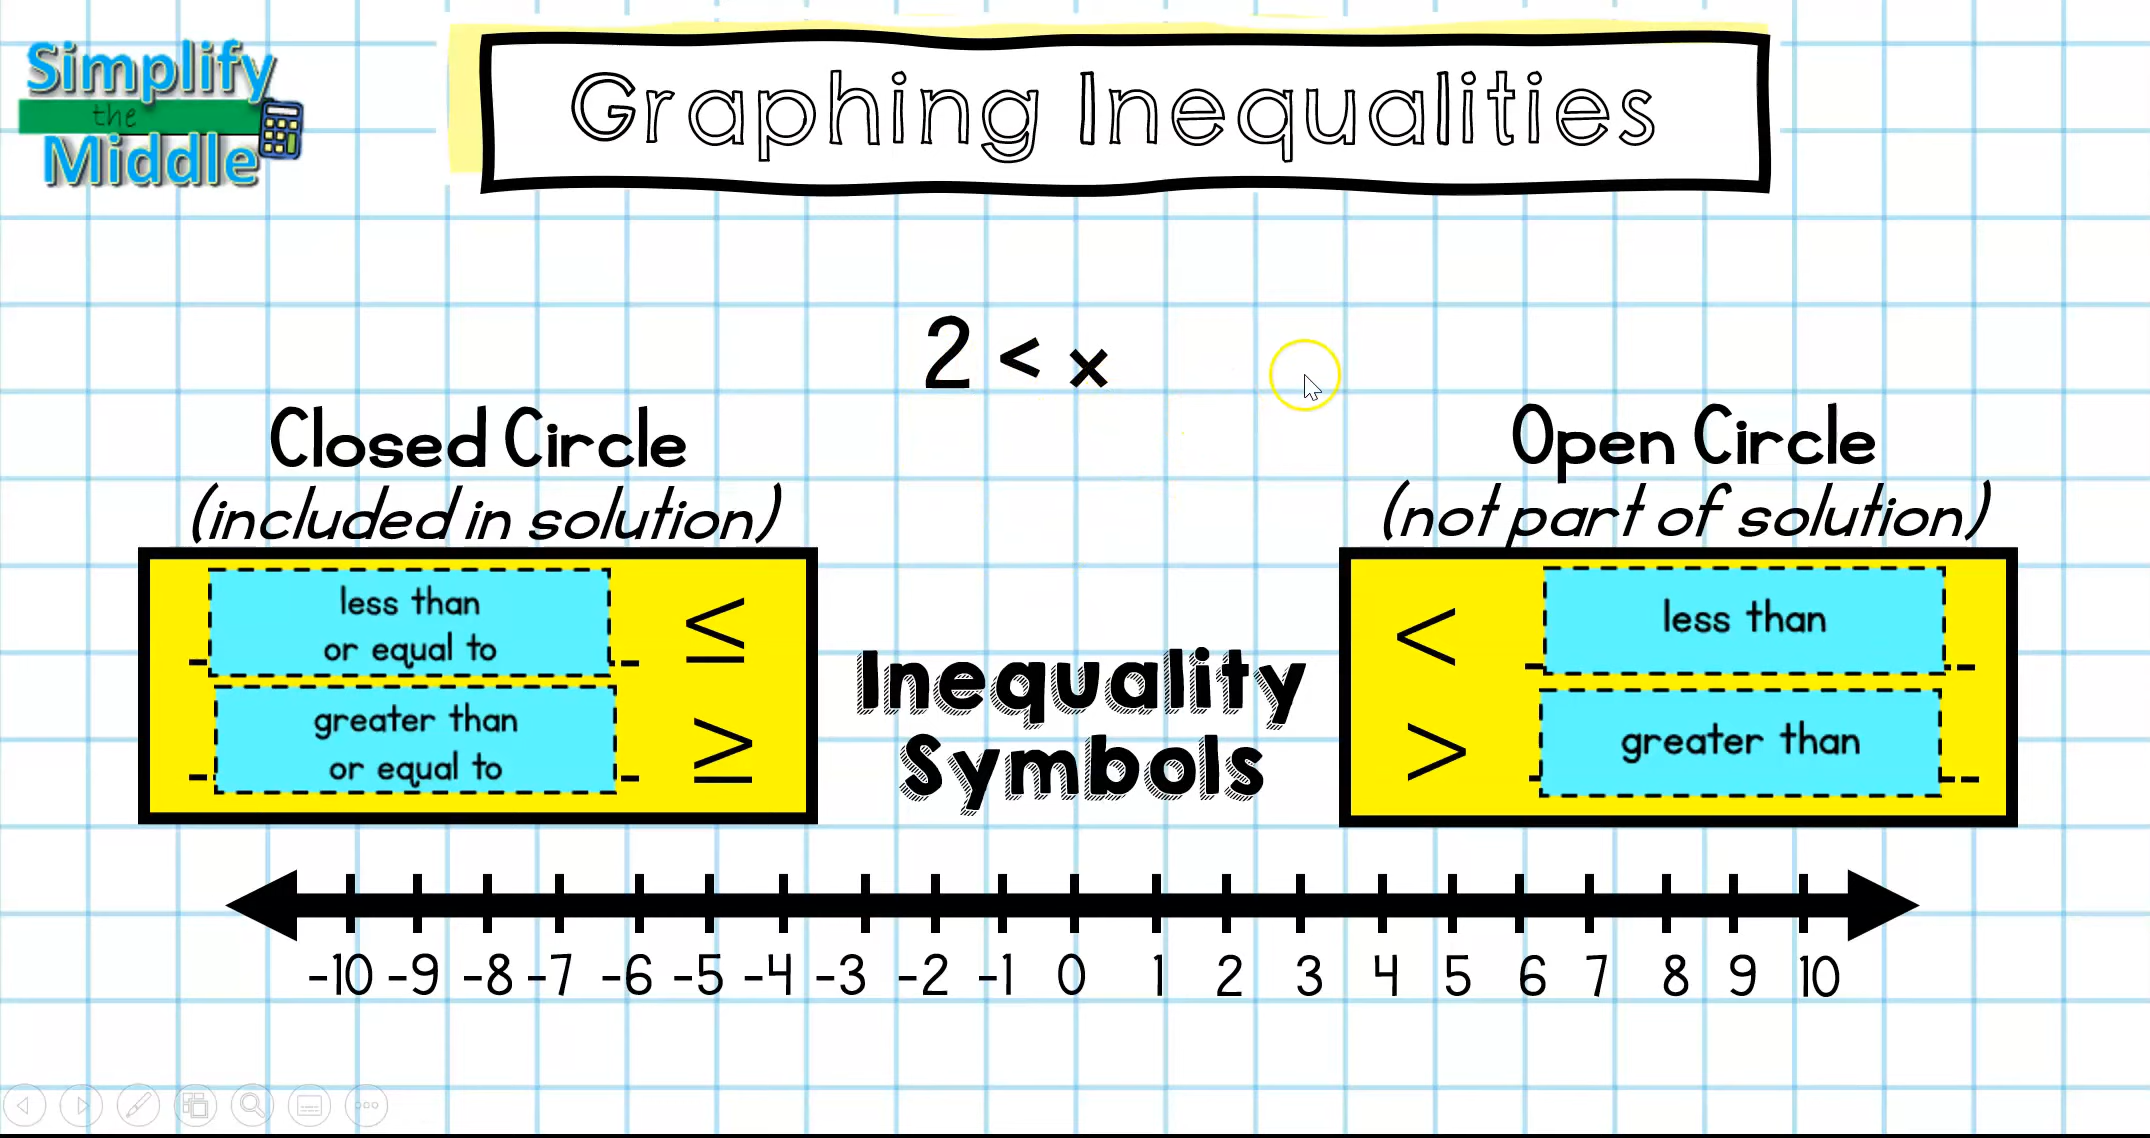 Simplify
the
Middle
Graphing Inequalities
2 < x
Closed Circle
(included in solution)
less than
or equal to
≤
greater than
or equal to
≥
Inequality
Symbols
Open Circle
(not part of solution)
< less than
> greater than
-10 -9 -8 -7 -6 -5 -4 -3 -2 -1 0 1 2 3 4 5 6 7 8 9 10